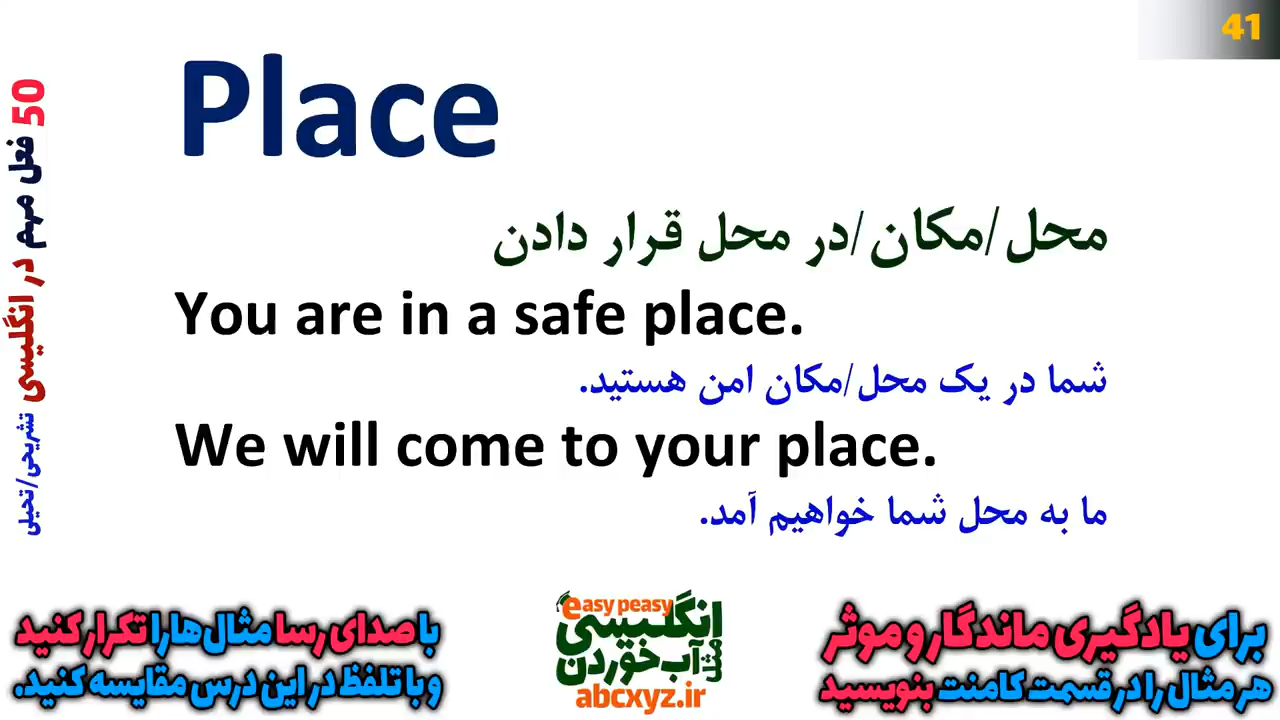 41
Place
محل/مکان/در محل قرار دادن
You are in a safe place.
شما در یک محل/مکان امن هستید.
We will come to your place.
ما به محل شما خواهیم آمد.
50 فعل مهم در انگلیسی تشریحی/تحیلی
برای یادگیری ماندگار و موثر
هر مثال را در قسمت کامنت بنویسید
easy peasy
انگلیسی
مثل آب خوردن
abcxyz.ir
با صدای رسا مثال‌ها را تکرار کنید
و با تلفظ در این درس مقایسه کنید.